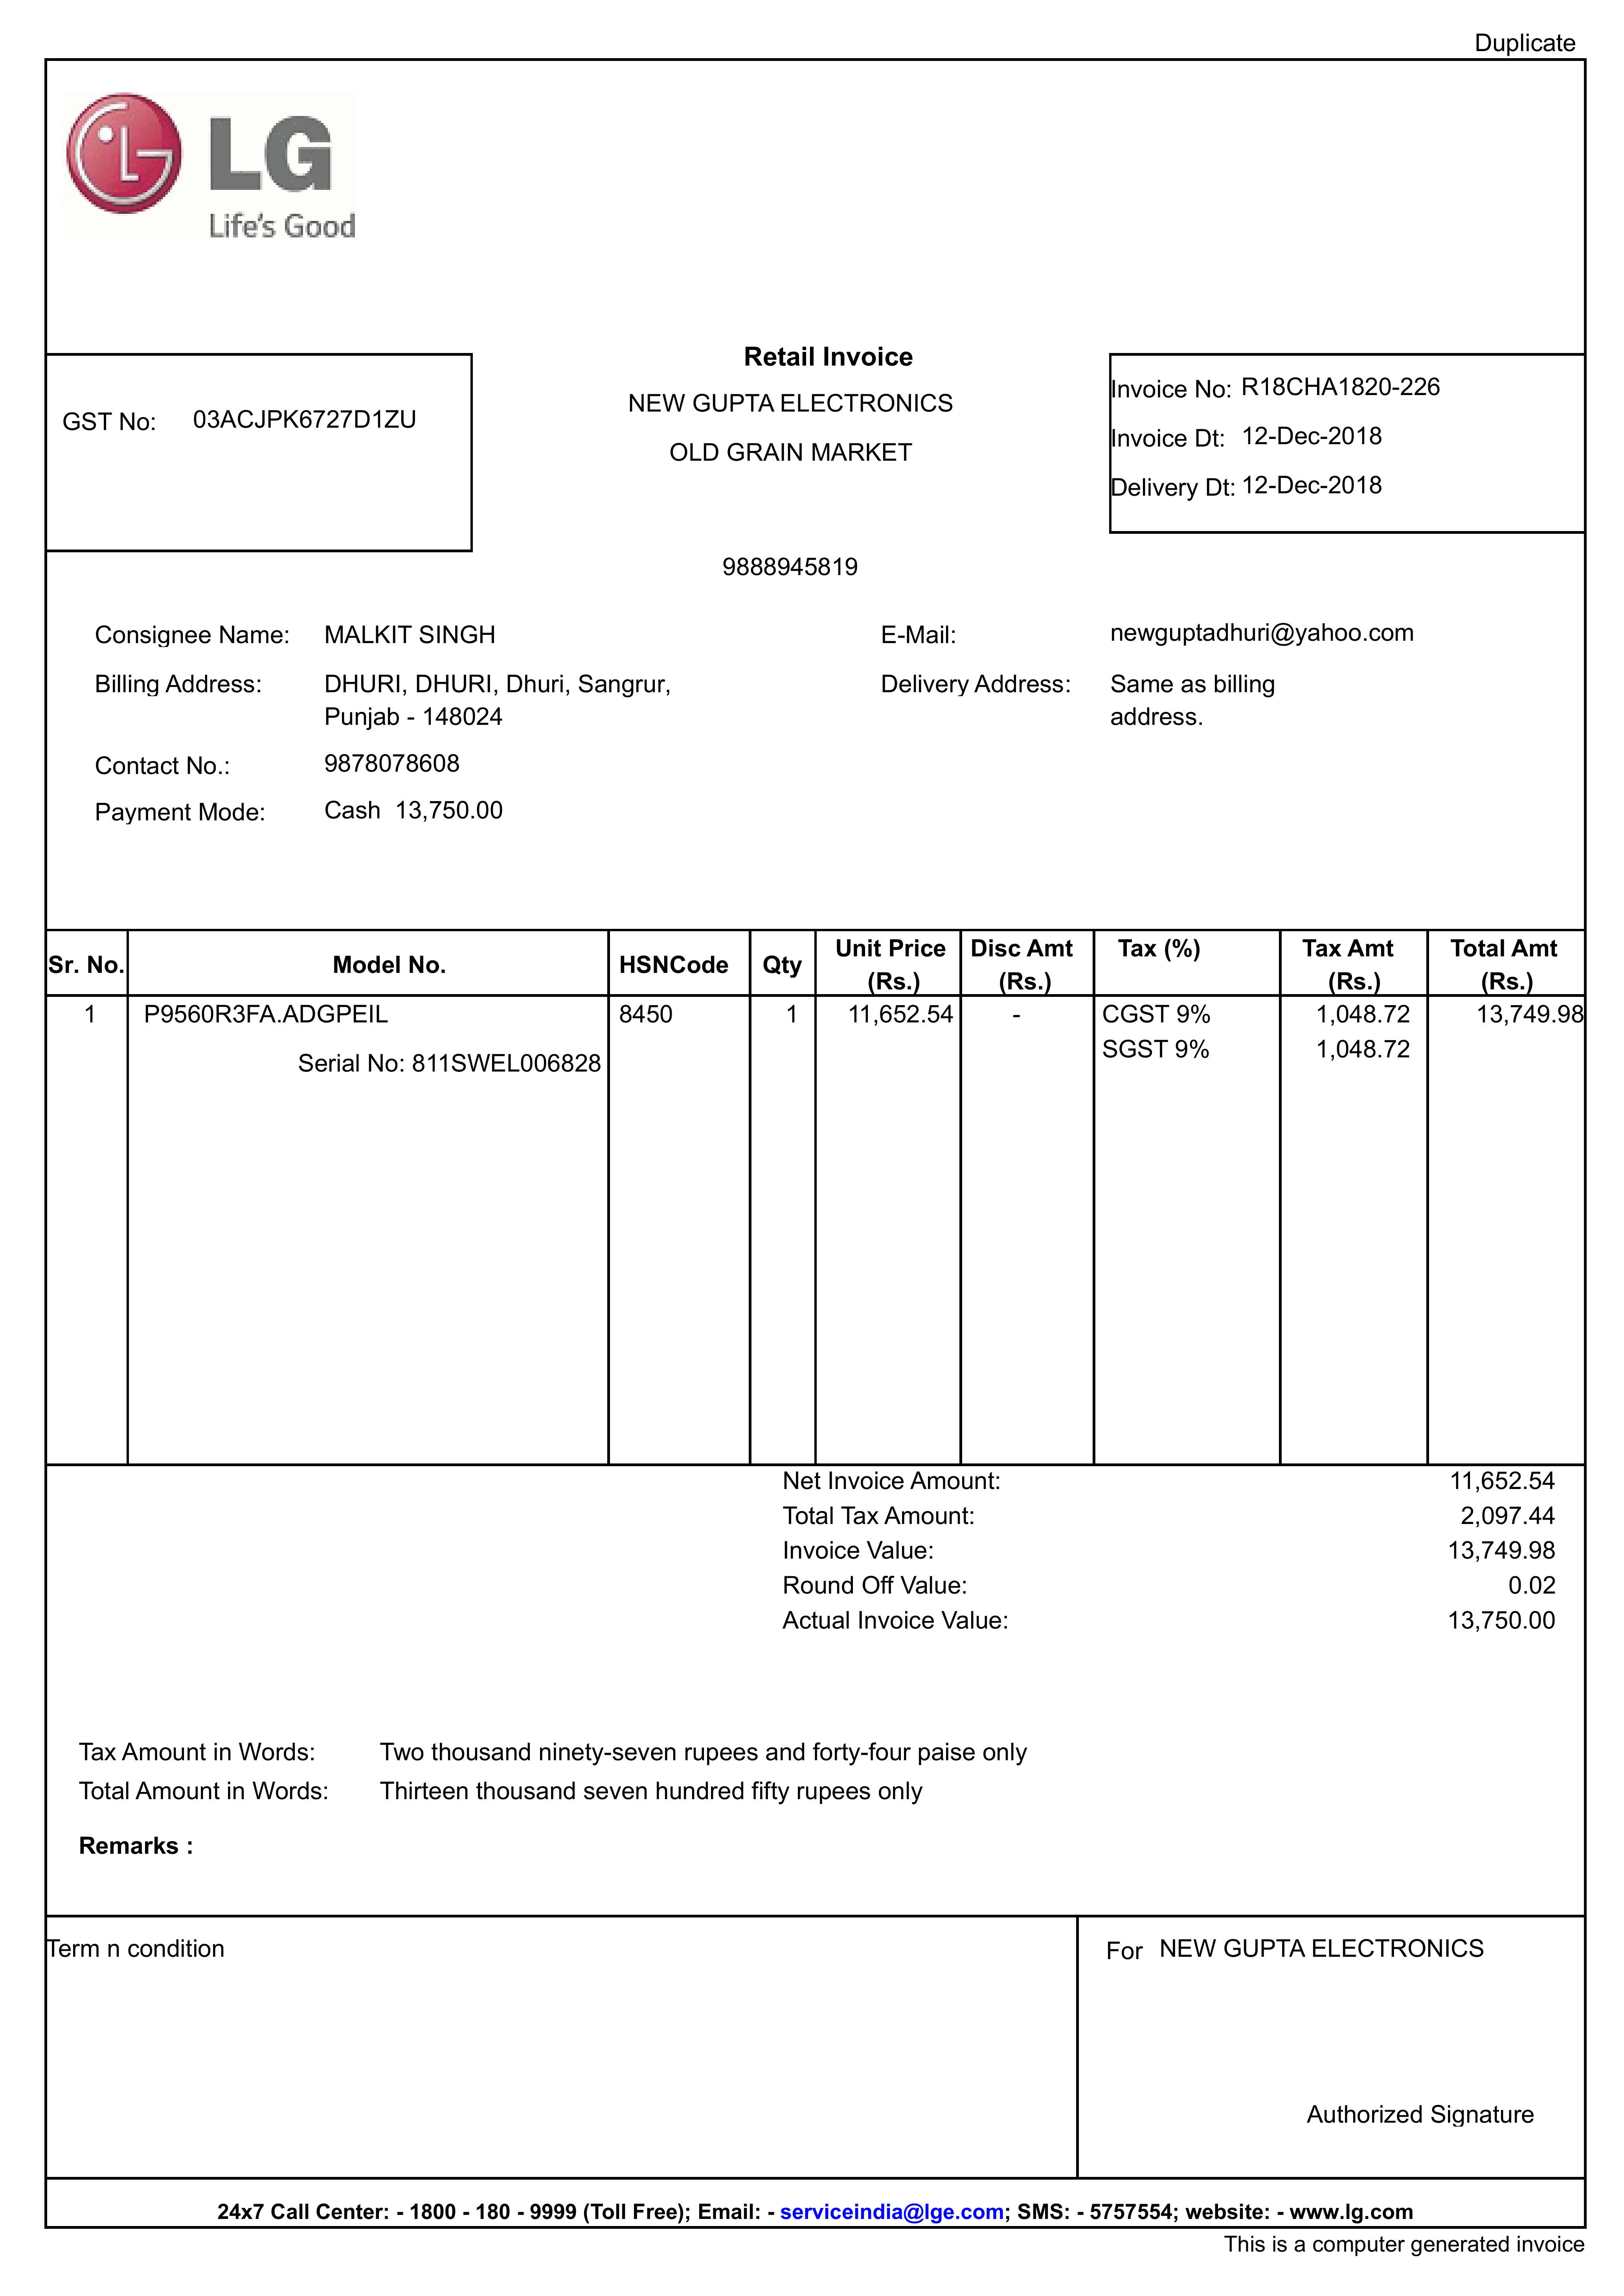 Duplicate
LG
Life's Good
Retail Invoice
GST No: 03ACJPK6727D1ZU
NEW GUPTA ELECTRONICS
OLD GRAIN MARKET
9888945819
Invoice No: R18CHA1820-226
Invoice Dt: 12-Dec-2018
Delivery Dt: 12-Dec-2018
Consignee Name: MALKIT SINGH
E-Mail: newguptadhuri@yahoo.com
Billing Address: DHURI, DHURI, Dhuri, Sangrur,
Punjab - 148024
Delivery Address: Same as billing
address.
Contact No.: 9878078608
Payment Mode: Cash 13,750.00
Sr. No. Model No. HSNCode Qty Unit Price (Rs.) Disc Amt (Rs.) Tax (%) Tax Amt (Rs.) Total Amt (Rs.)
1 P9560R3FA.ADGPEIL 8450 1 11,652.54 - CGST 9% 1,048.72 13,749.98
SGST 9% 1,048.72
Serial No: 811SWEL006828
Net Invoice Amount: 11,652.54
Total Tax Amount: 2,097.44
Invoice Value: 13,749.98
Round Off Value: 0.02
Actual Invoice Value: 13,750.00
Tax Amount in Words: Two thousand ninety-seven rupees and forty-four paise only
Total Amount in Words: Thirteen thousand seven hundred fifty rupees only
Remarks :
Term n condition
For NEW GUPTA ELECTRONICS
Authorized Signature
24x7 Call Center: - 1800 - 180 - 9999 (Toll Free); Email: - serviceindia@lge.com; SMS: - 5757554; website: - www.lg.com
This is a computer generated invoice